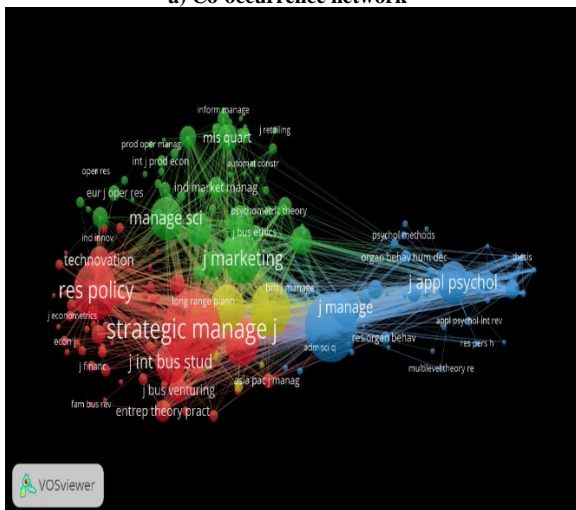 a) Co-occurrence network
inform manage
mis quart
j retailing
prod oper manag
int j prod econ
automat constr
oper res
eur j oper res
ind market manag
psychometric theory
manage sci
j bus ethics
psychol methods
ind innov
technovation
j marketing
organ behav hum dec
thesis
j appl psychol
res policy
long range plann
brit j manage
j manage
j econometrics
strategic manage j
appl psychol-int rev
econ j
adm sci q
res organ behav
res pers h
j financ
j int bus stud
asia pac j manag
multilevel theory re
j bus venturing
fam bus rev
entrep theory pract
VOSviewer